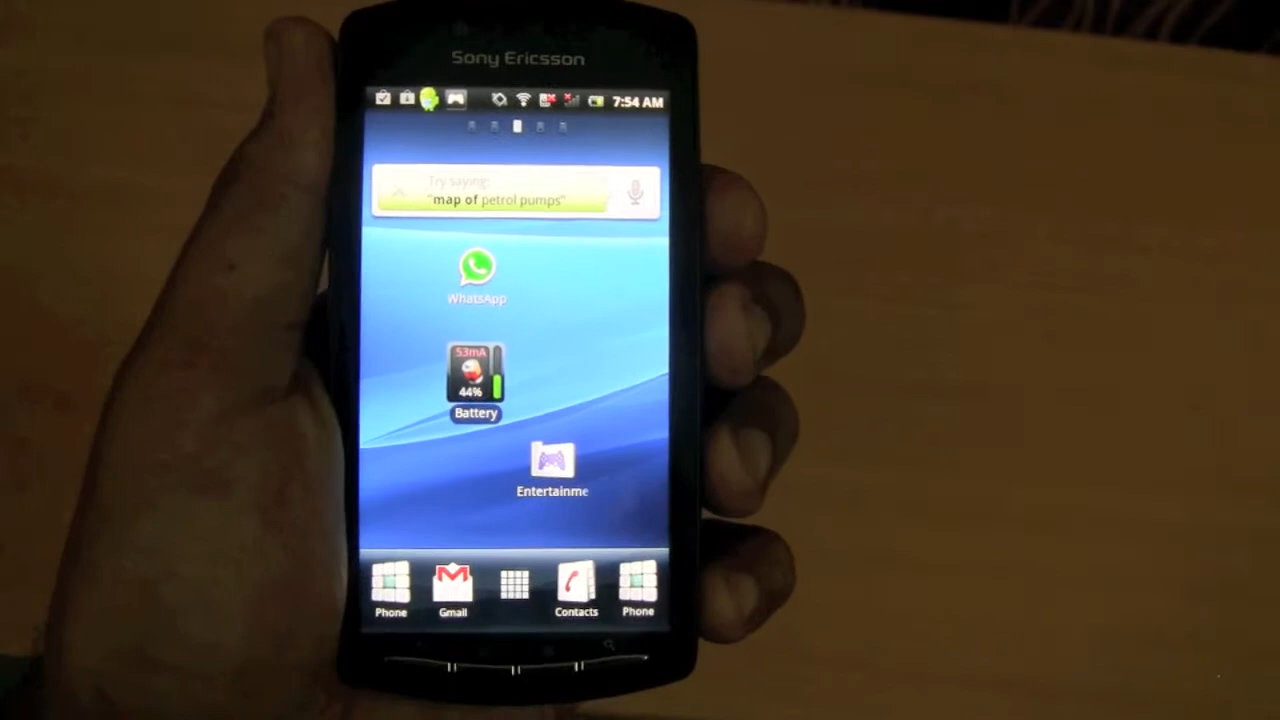 Sony Ericsson
7:54 AM
Try saying:
"map of petrol pumps"
WhatsApp
53mA
44%
Battery
Entertainme
Phone
Gmail
Contacts
Phone